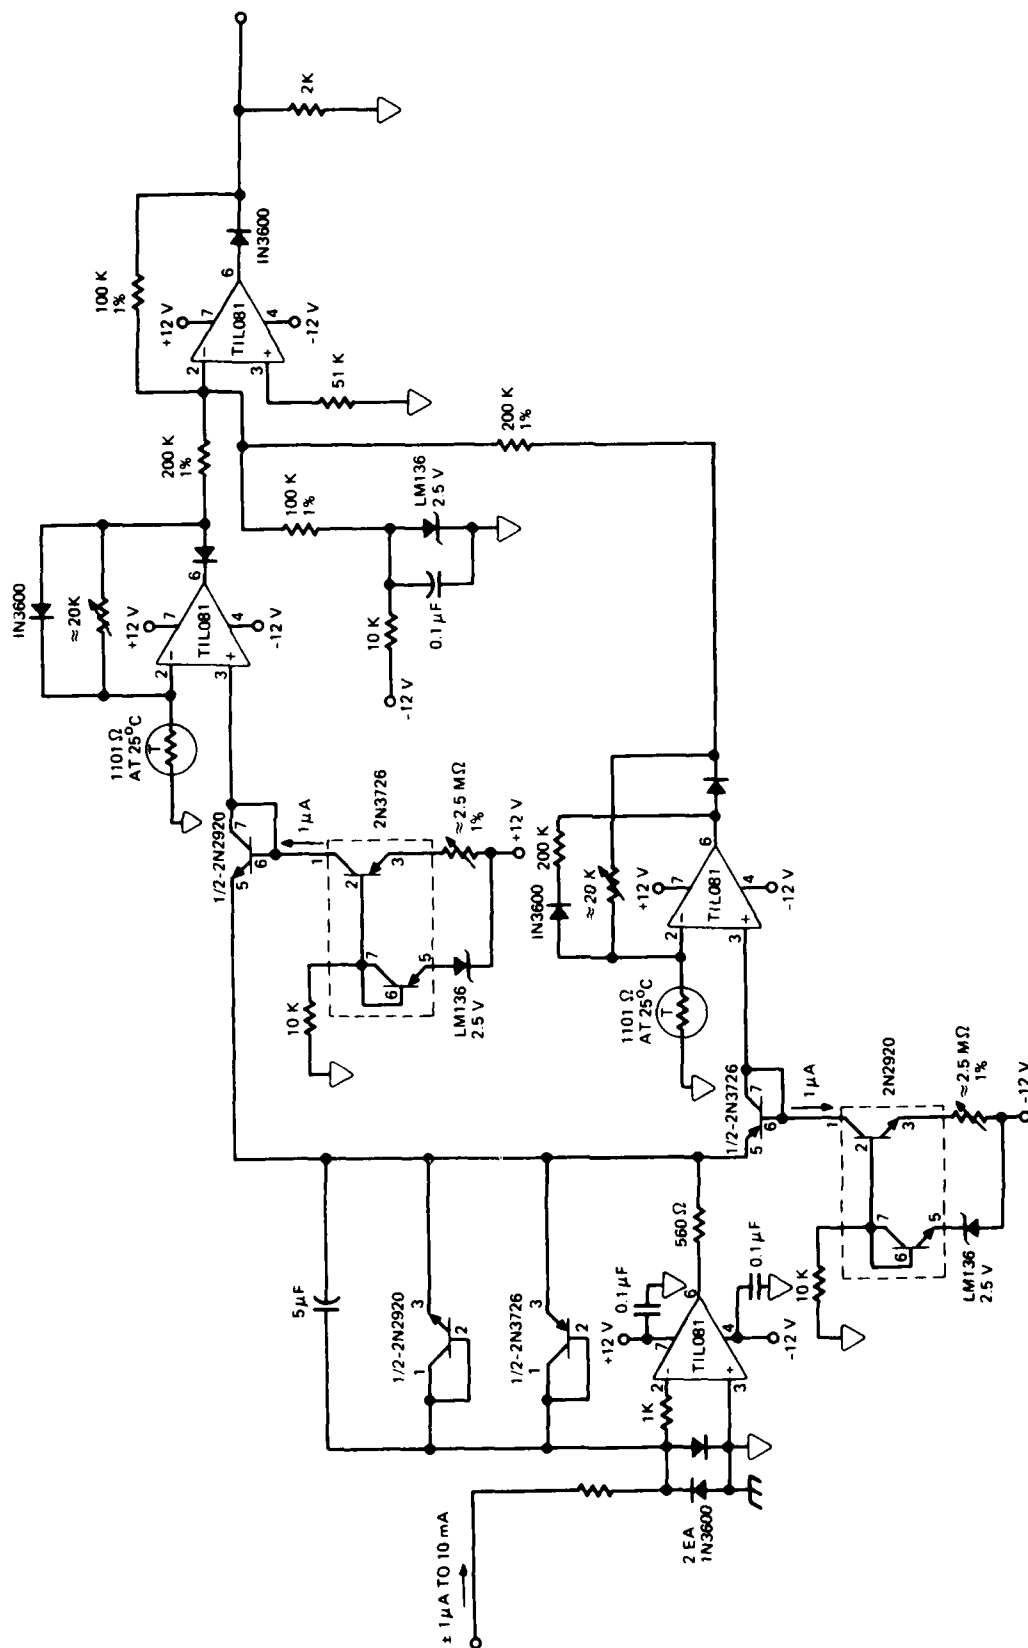 ± 1 µA TO 10 mA
2 EA
1N3600
1K
2
3
TIL081
-
+
7
+12 V
0.1 µF
6
4
-12 V
0.1 µF
560 Ω
5 µF
1/2-2N2920
1
2
3
1/2-2N3726
1
2
3
1/2-2N2920
5
6
7
1 µA
10 K
2N3726
1
2
3
7
6
5
LM136
2.5 V
≈ 2.5 MΩ
1%
+12 V
1101 Ω
AT 25°C
T
IN3600
≈ 20K
2
3
-
+
TIL081
7
+12 V
4
-12 V
6
200 K
1%
1/2-2N3726
5
6
7
1 µA
10 K
2N2920
1
2
3
7
6
5
LM136
2.5 V
≈ 2.5 MΩ
1%
-12 V
1101 Ω
AT 25°C
T
IN3600
200 K
≈ 20 K
2
3
-
+
TIL081
7
+12 V
4
-12 V
6
200 K
1%
100 K
1%
10 K
-12 V
0.1 µF
LM136
2.5 V
100 K
1%
2
3
-
+
TIL081
7
+12 V
4
-12 V
6
51 K
IN3600
2K